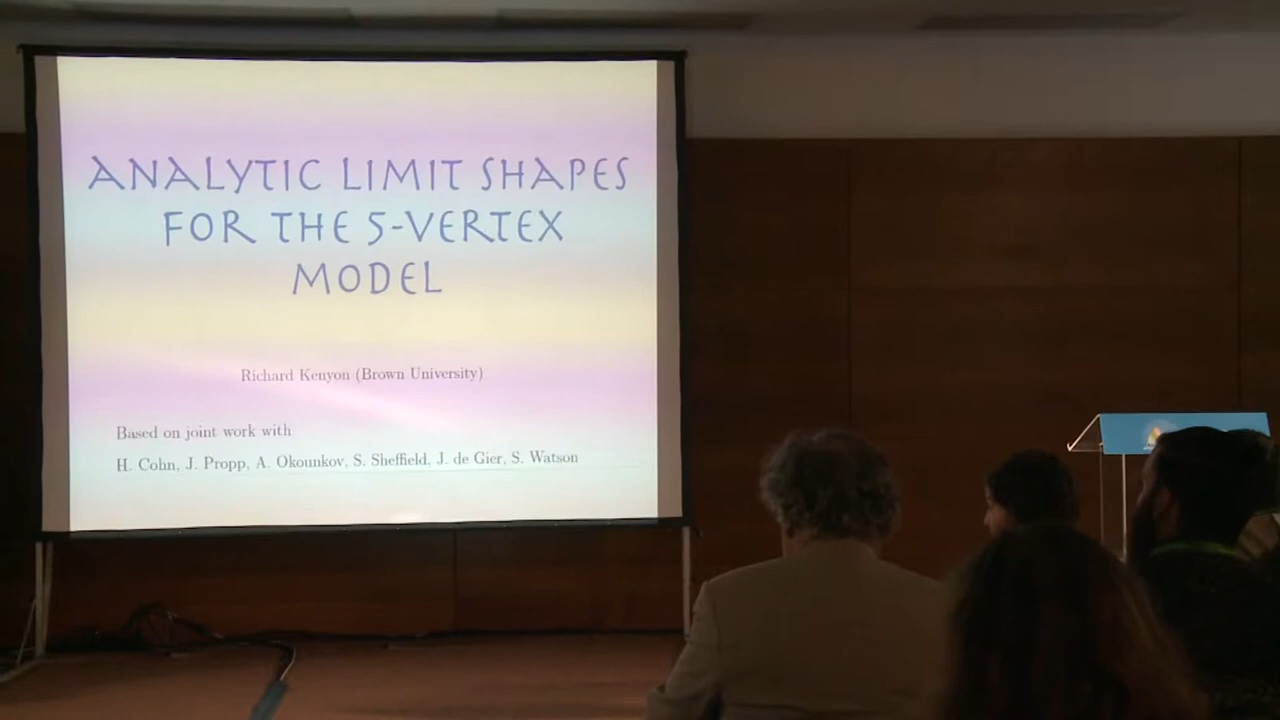 ANALYTIC LIMIT SHAPES
FOR THE 5-VERTEX
MODEL
Richard Kenyon (Brown University)
Based on joint work with
H. Cohn, J. Propp, A. Okounkov, S. Sheffield, J. de Gier, S. Watson